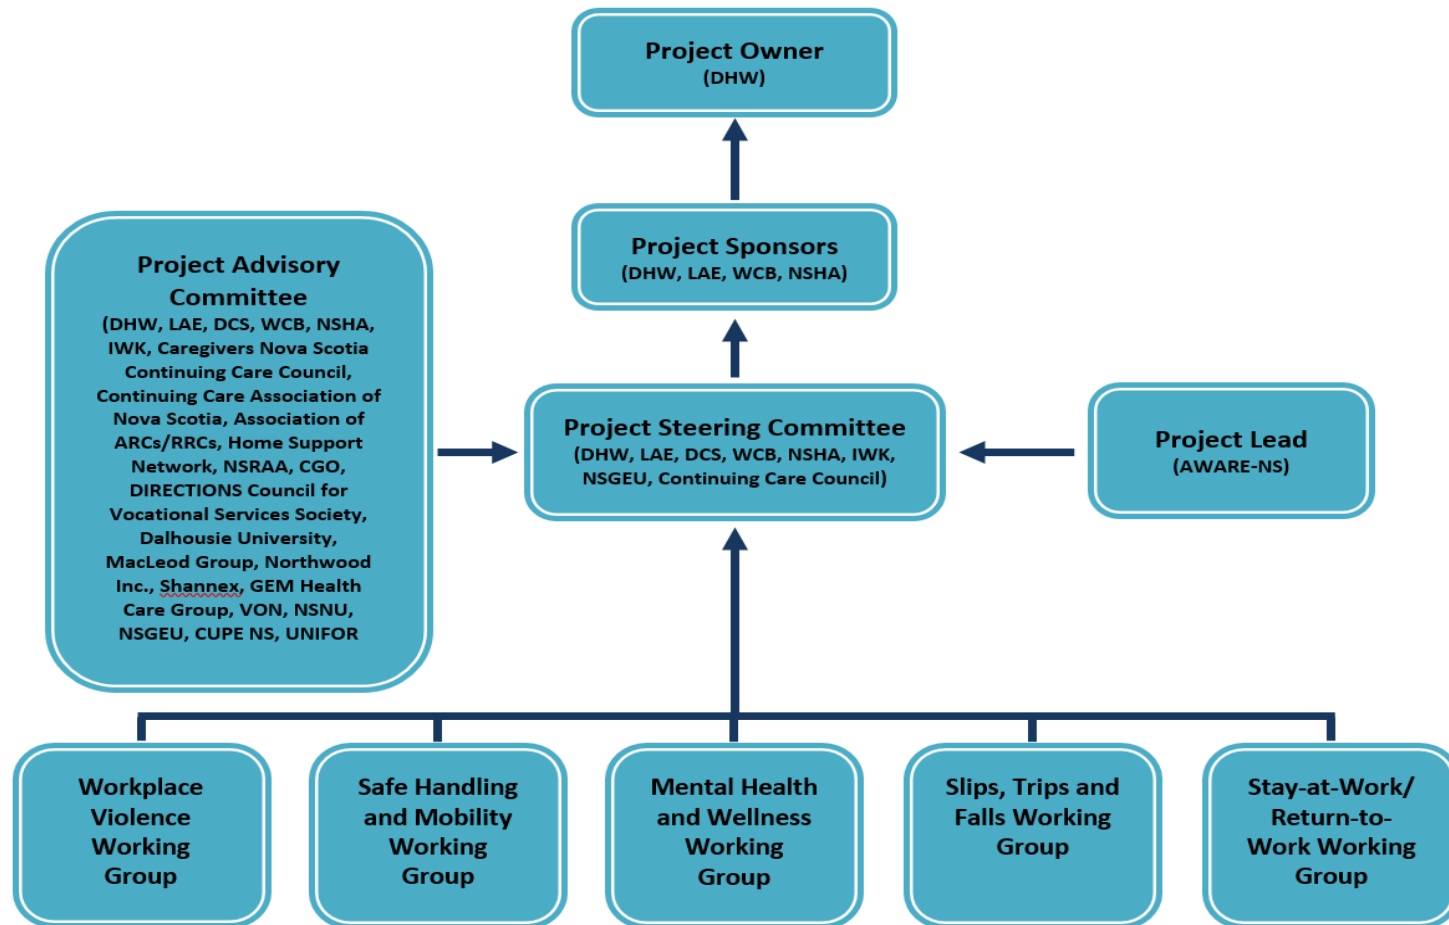 Project Owner
(DHW)
Project Sponsors
(DHW, LAE, WCB, NSHA)
Project Advisory
Committee
(DHW, LAE, DCS, WCB, NSHA,
IWK, Caregivers Nova Scotia
Continuing Care Council,
Continuing Care Association of
Nova Scotia, Association of
ARCs/RRCs, Home Support
Network, NSRAA, CGO,
DIRECTIONS Council for
Vocational Services Society,
Dalhousie University,
MacLeod Group, Northwood
Inc., Shannex, GEM Health
Care Group, VON, NSNU,
NSGEU, CUPE NS, UNIFOR
Project Steering Committee
(DHW, LAE, DCS, WCB, NSHA, IWK,
NSGEU, Continuing Care Council)
Project Lead
(AWARE-NS)
Workplace
Violence
Working
Group
Safe Handling
and Mobility
Working
Group
Mental Health
and Wellness
Working
Group
Slips, Trips and
Falls Working
Group
Stay-at-Work/
Return-to-
Work Working
Group